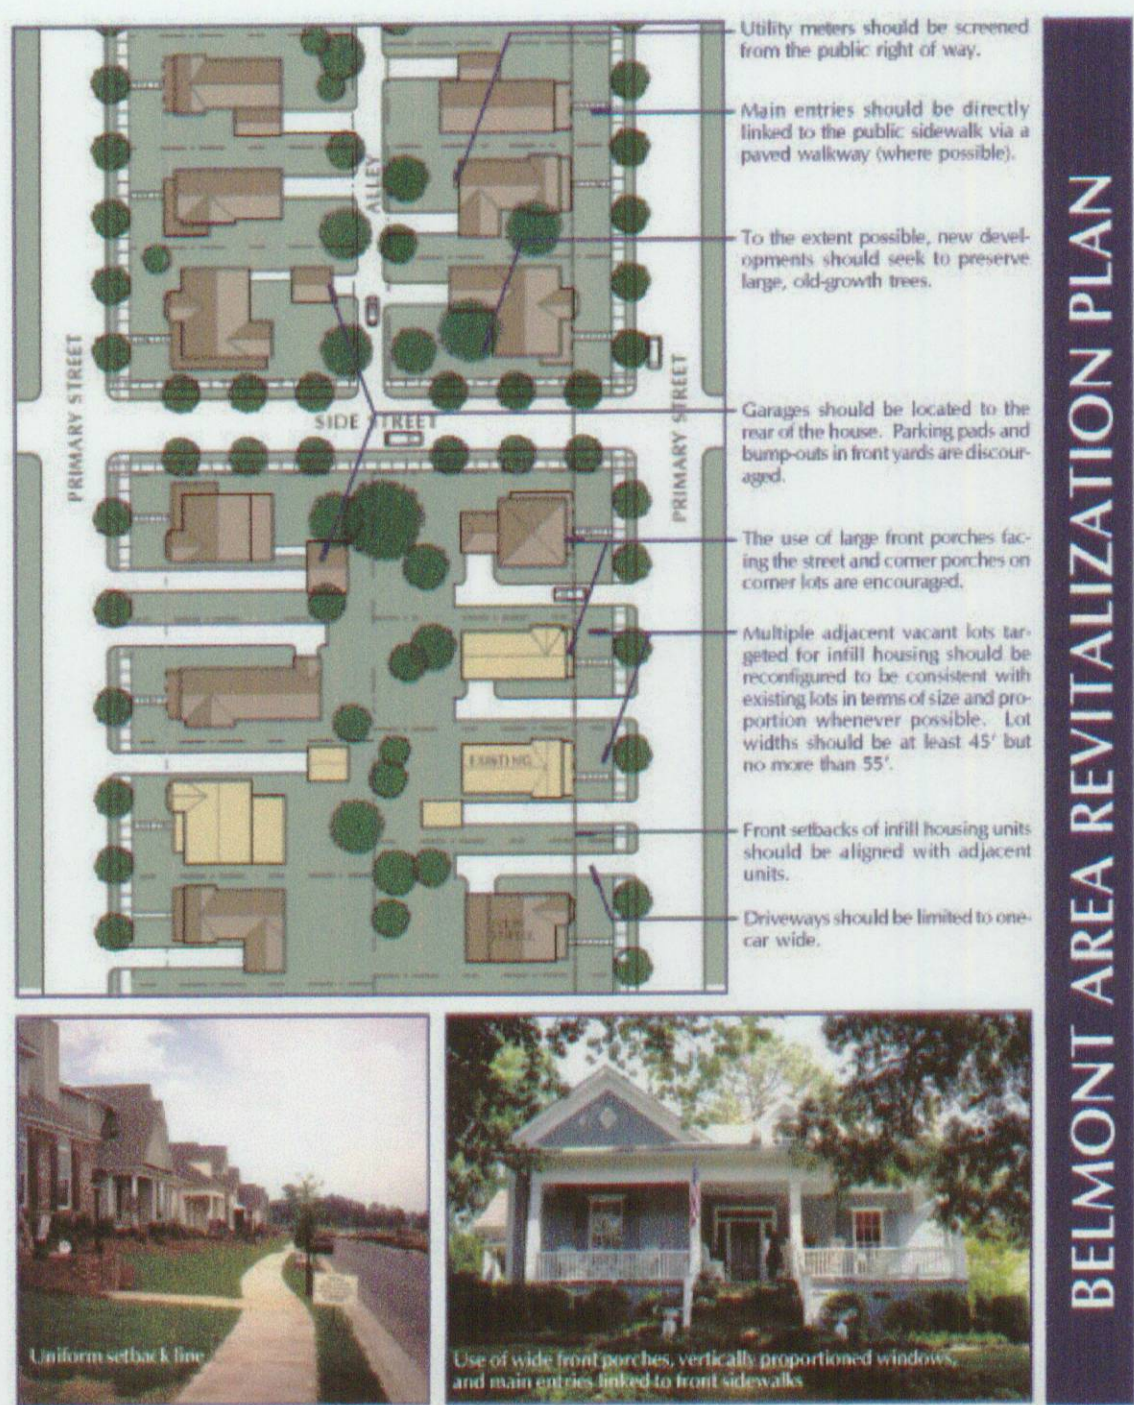 Utility meters should be screened
from the public right of way.
Main entries should be directly
linked to the public sidewalk via a
paved walkway (where possible).
To the extent possible, new devel-
opments should seek to preserve
large, old-growth trees.
Garages should be located to the
rear of the house. Parking pads and
bump-outs in front yards are discour-
aged.
The use of large front porches fac-
ing the street and corner porches on
corner lots are encouraged.
Multiple adjacent vacant lots tar-
geted for infill housing should be
reconfigured to be consistent with
existing lots in terms of size and pro-
portion whenever possible. Lot
widths should be at least 45' but
no more than 55'.
Front setbacks of infill housing units
should be aligned with adjacent
units.
Driveways should be limited to one-
car wide.
ALLEY
PRIMARY STREET
SIDE STREET
PRIMARY STREET
EXISTING
Uniform setback line
Use of wide front porches, vertically proportioned windows,
and main entries linked to front sidewalks
BELMONT AREA REVITALIZATION PLAN